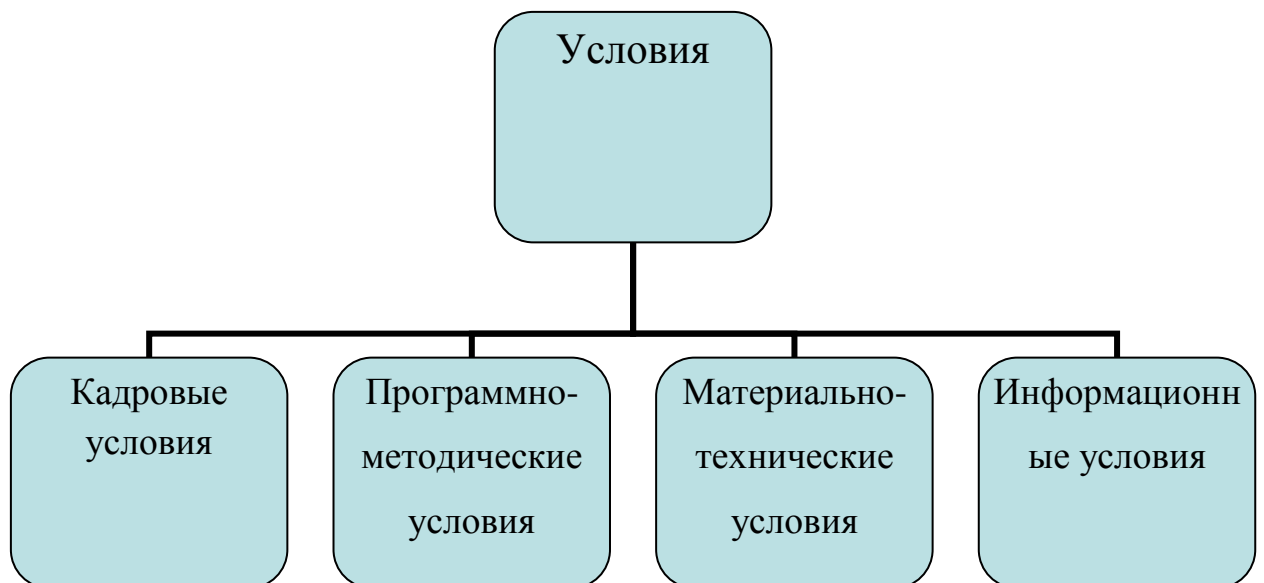 Условия
Кадровые
условия
Программно-
методические
условия
Материально-
технические
условия
Информационн
ые условия